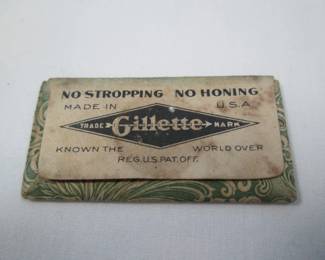 NO STROPPING NO HONING
MADE IN U.S.A.
TRADE Gillette MARK
KNOWN THE WORLD OVER
REG. U.S. PAT. OFF.